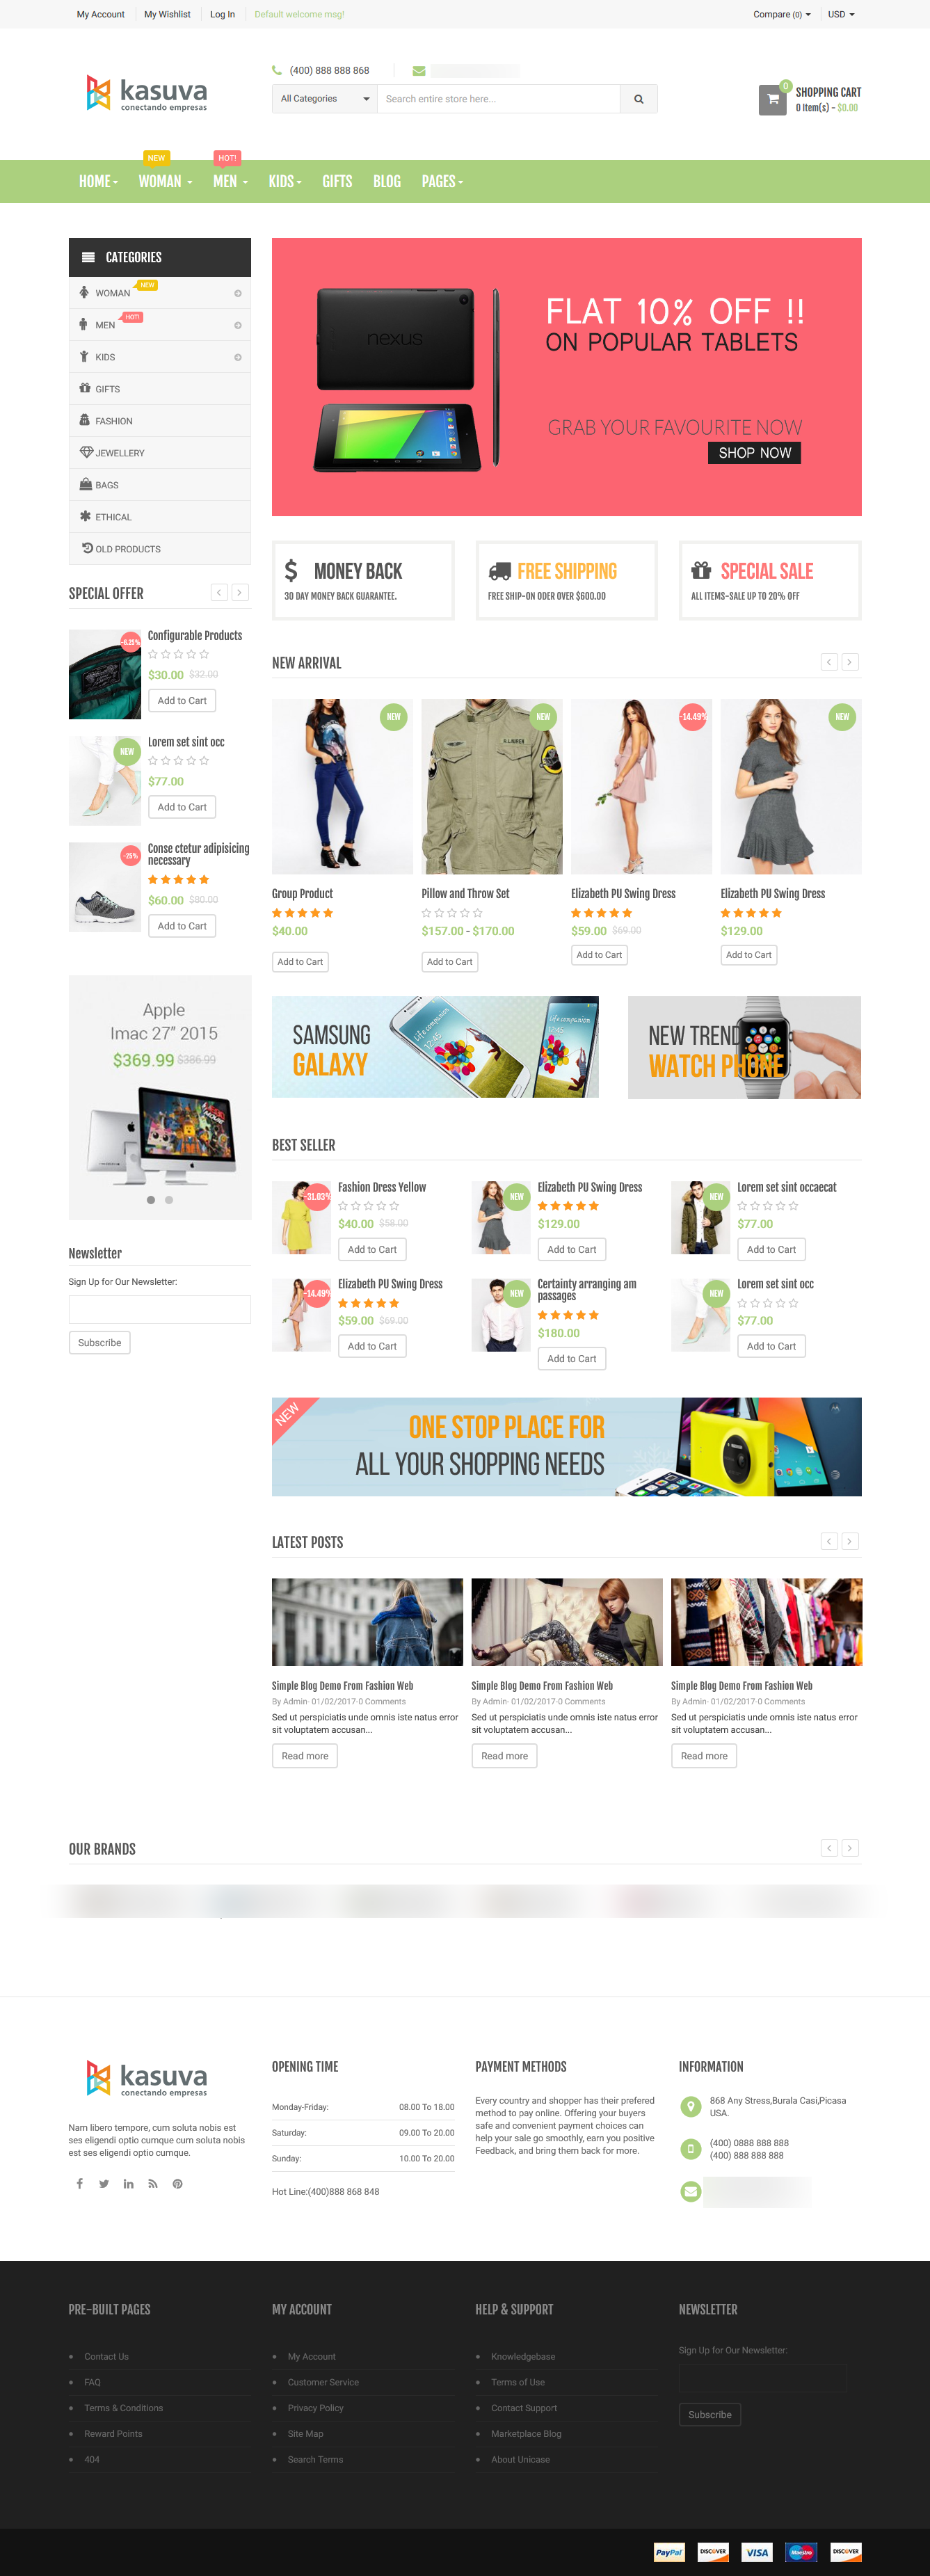 My Account
My Wishlist
Log In
Default welcome msg!
Compare (0)
USD
kasuva
conectando empresas
(400) 888 888 868
All Categories
Search entire store here...
0
SHOPPING CART
0 Item(s) - $0.00
NEW
HOT!
HOME
WOMAN
MEN
KIDS
GIFTS
BLOG
PAGES
CATEGORIES
WOMAN
NEW
MEN
HOT!
KIDS
GIFTS
FASHION
JEWELLERY
BAGS
ETHICAL
OLD PRODUCTS
nexus
FLAT 10% OFF !!
ON POPULAR TABLETS
GRAB YOUR FAVOURITE NOW
SHOP NOW
MONEY BACK
30 DAY MONEY BACK GUARANTEE.
FREE SHIPPING
FREE SHIP-ON ODER OVER $600.00
SPECIAL SALE
ALL ITEMS-SALE UP TO 20% OFF
SPECIAL OFFER
-6.25%
Configurable Products
$30.00 $32.00
Add to Cart
NEW
Lorem set sint occ
$77.00
Add to Cart
-25%
Conse ctetur adipisicing
necessary
$60.00 $80.00
Add to Cart
Apple
Imac 27” 2015
$369.99 $386.99
Newsletter
Sign Up for Our Newsletter:
Subscribe
NEW ARRIVAL
NEW
Group Product
$40.00
Add to Cart
NEW
Pillow and Throw Set
$157.00 - $170.00
Add to Cart
-14.49%
Elizabeth PU Swing Dress
$59.00 $69.00
Add to Cart
NEW
Elizabeth PU Swing Dress
$129.00
Add to Cart
SAMSUNG
GALAXY
Life companion
12:45
Life companion
12:45
NEW TREND
WATCH PHONE
BEST SELLER
-31.03%
Fashion Dress Yellow
$40.00 $58.00
Add to Cart
NEW
Elizabeth PU Swing Dress
$129.00
Add to Cart
NEW
Lorem set sint occaecat
$77.00
Add to Cart
-14.49%
Elizabeth PU Swing Dress
$59.00 $69.00
Add to Cart
NEW
Certainty arranging am
passages
$180.00
Add to Cart
NEW
Lorem set sint occ
$77.00
Add to Cart
NEW
ONE STOP PLACE FOR
ALL YOUR SHOPPING NEEDS
LATEST POSTS
Simple Blog Demo From Fashion Web
By Admin- 01/02/2017-0 Comments
Sed ut perspiciatis unde omnis iste natus error
sit voluptatem accusan...
Read more
Simple Blog Demo From Fashion Web
By Admin- 01/02/2017-0 Comments
Sed ut perspiciatis unde omnis iste natus error
sit voluptatem accusan...
Read more
Simple Blog Demo From Fashion Web
By Admin- 01/02/2017-0 Comments
Sed ut perspiciatis unde omnis iste natus error
sit voluptatem accusan...
Read more
OUR BRANDS
kasuva
conectando empresas
Nam libero tempore, cum soluta nobis est
ses eligendi optio cumque cum soluta nobis
est ses eligendi optio cumque.
OPENING TIME
Monday-Friday: 08.00 To 18.00
Saturday: 09.00 To 20.00
Sunday: 10.00 To 20.00
Hot Line:(400)888 868 848
PAYMENT METHODS
Every country and shopper has their prefered
method to pay online. Offering your buyers
safe and convenient payment choices can
help your sale go smoothly, earn you positive
Feedback, and bring them back for more.
INFORMATION
868 Any Stress,Burala Casi,Picasa
USA.
(400) 0888 888 888
(400) 888 888 888
PRE-BUILT PAGES
Contact Us
FAQ
Terms & Conditions
Reward Points
404
MY ACCOUNT
My Account
Customer Service
Privacy Policy
Site Map
Search Terms
HELP & SUPPORT
Knowledgebase
Terms of Use
Contact Support
Marketplace Blog
About Unicase
NEWSLETTER
Sign Up for Our Newsletter:
Subscribe
PayPal
DISCOVER
VISA
Maestro
DISCOVER